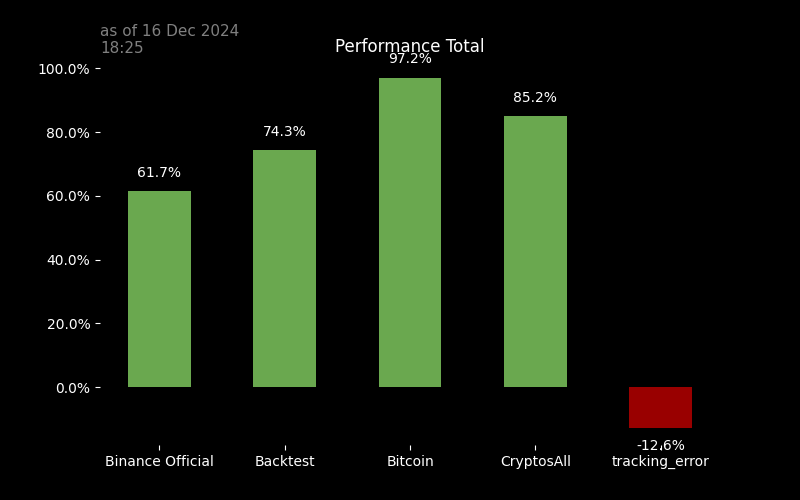 as of 16 Dec 2024
18:25
Performance Total
100.0%
80.0%
60.0%
40.0%
20.0%
0.0%
61.7%
74.3%
97.2%
85.2%
-12.6%
Binance Official
Backtest
Bitcoin
CryptosAll
tracking_error